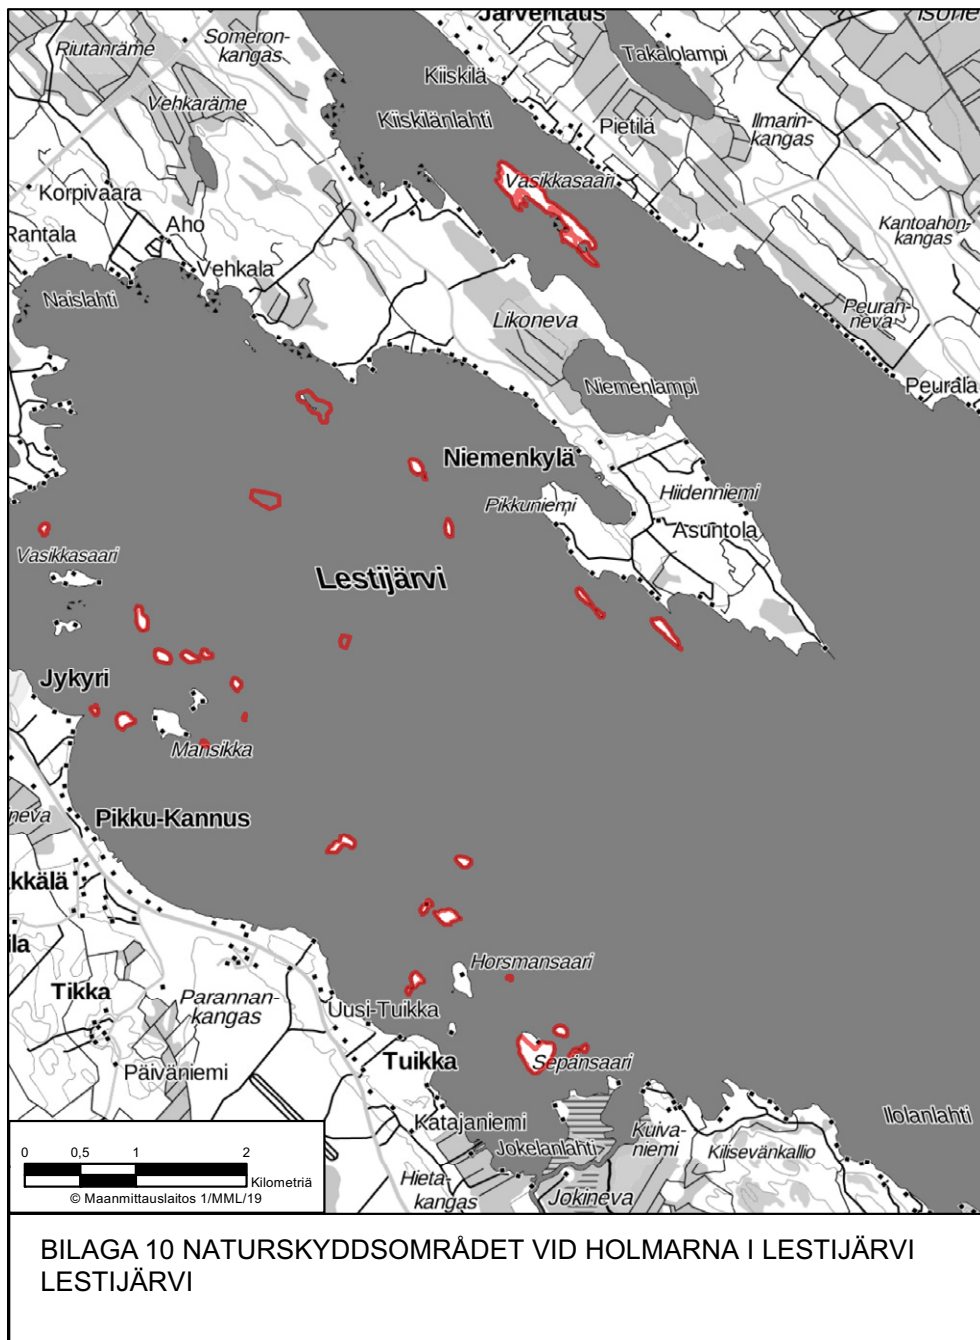 Järventaus
Isone
Riutanräme
Someron-
kangas
Takalolampi
Kiiskilä
Vehkaräme
Kiiskilänlahti
Pietilä
Ilmarin-
kangas
Vasikkasaari
Korpivaara
Aho
Rantala
Kantoahon-
kangas
Vehkala
Naislahti
Likoneva
Peuran-
neva
Niemenlampi
Peurala
Niemenkylä
Pikkuniemi
Hiidenniemi
Asuntola
Vasikkasaari
Lestijärvi
Jykyri
Mansikka
neva
Pikku-Kannus
kkälä
ila
Horsmansaari
Tikka
Parannan-
kangas
Uusi-Tuikka
Tuikka
Sepänsaari
Päiväniemi
Katajaniemi
Ilolanlahti
Jokelanlahti
Kuiva-
niemi
Kilisevänkallio
Hieta-
kangas
Jokineva
0 0,5 1 2
Kilometriä
© Maanmittauslaitos 1/MML/19
BILAGA 10 NATURSKYDDSOMRÅDET VID HOLMARNA I LESTIJÄRVI
LESTIJÄRVI